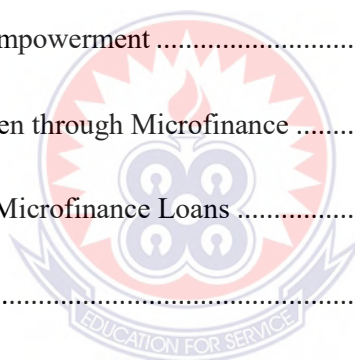 mpowerment ........................
en through Microfinance ........
Microfinance Loans ................
....................................................
EDUCATION FOR SERVICE